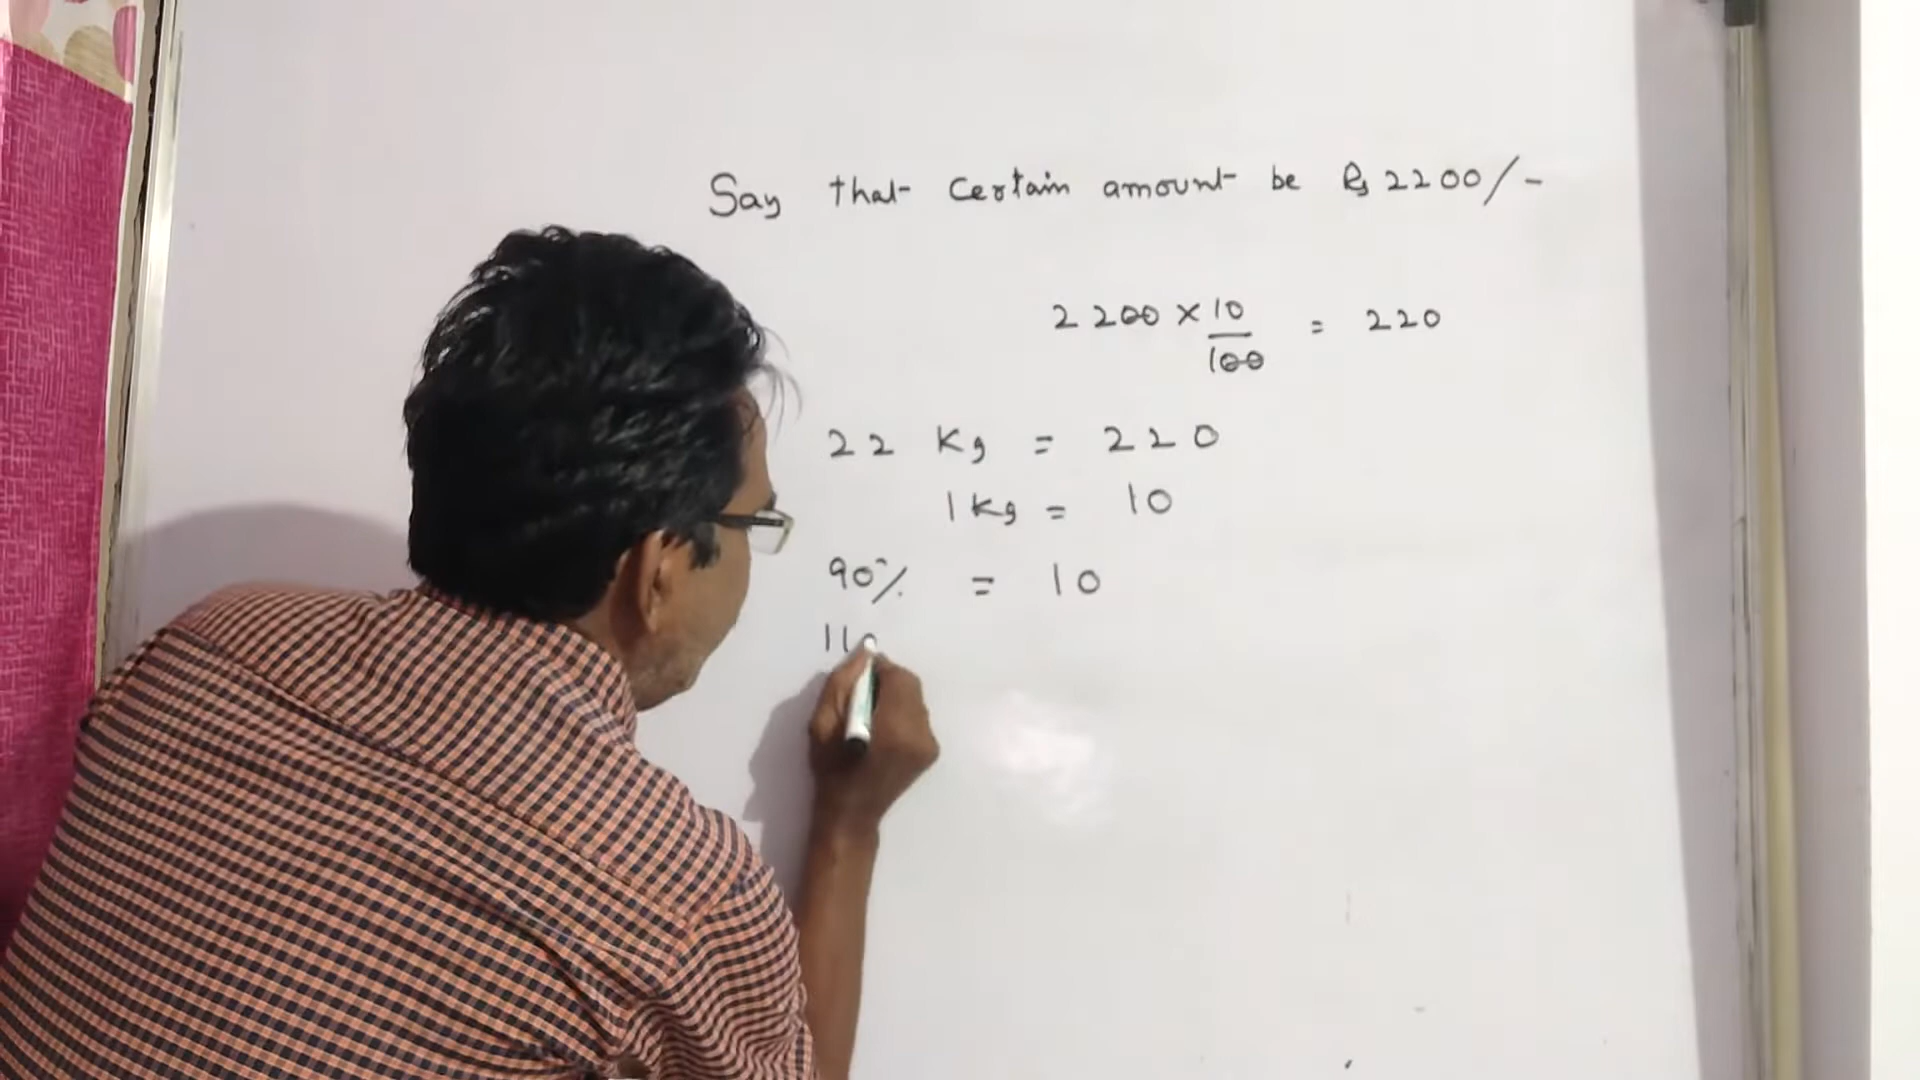 Say that certain amount be Rs 2200/-
2200 × 10/100 = 220
22 Kg = 220
1 Kg = 10
90% = 10
110